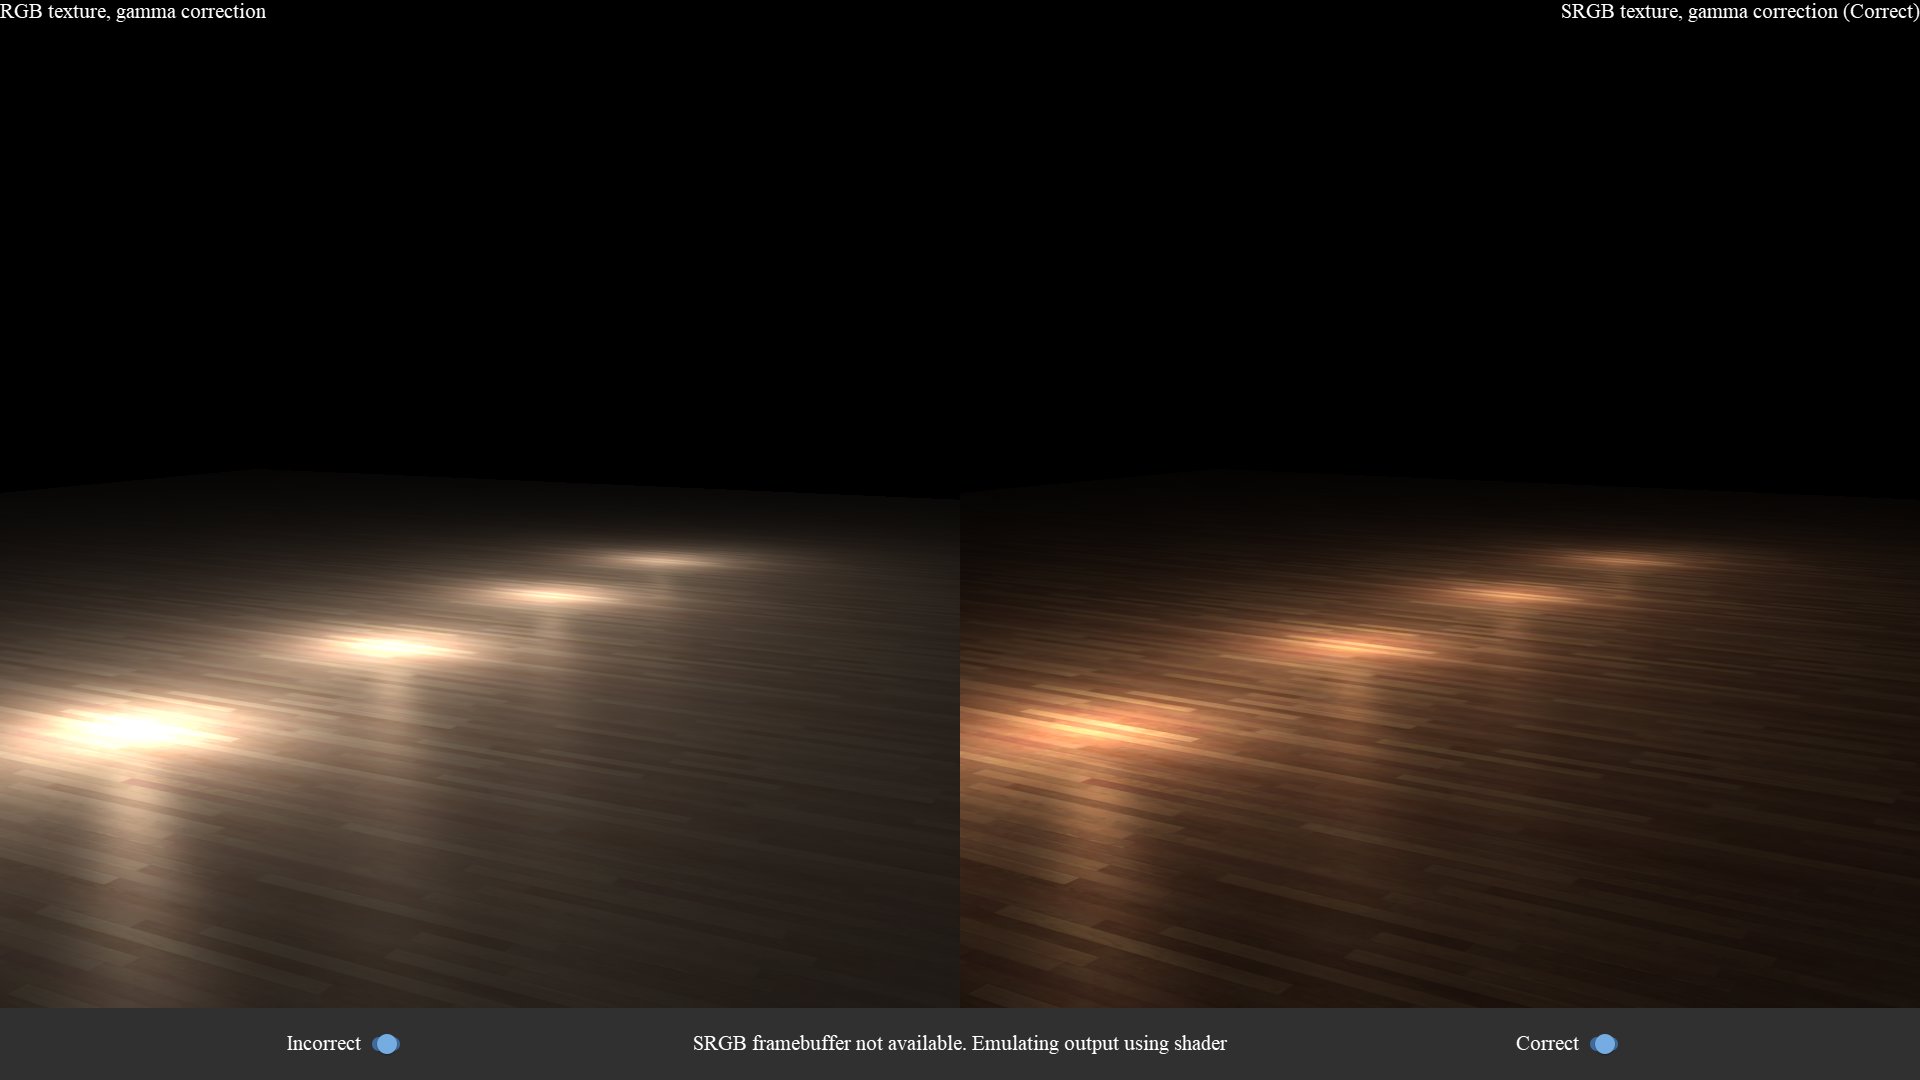 RGB texture, gamma correction
SRGB texture, gamma correction (Correct)
Incorrect
SRGB framebuffer not available. Emulating output using shader
Correct